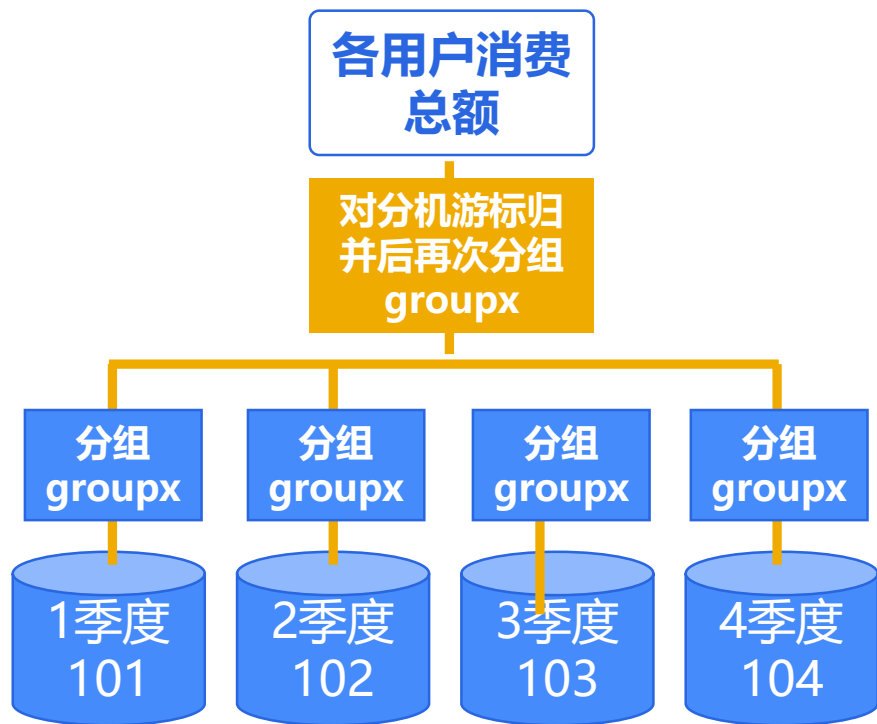 各用户消费
总额
对分机游标归
并后再次分组
groupx
分组
groupx
分组
groupx
分组
groupx
分组
groupx
1季度
101
2季度
102
3季度
103
4季度
104